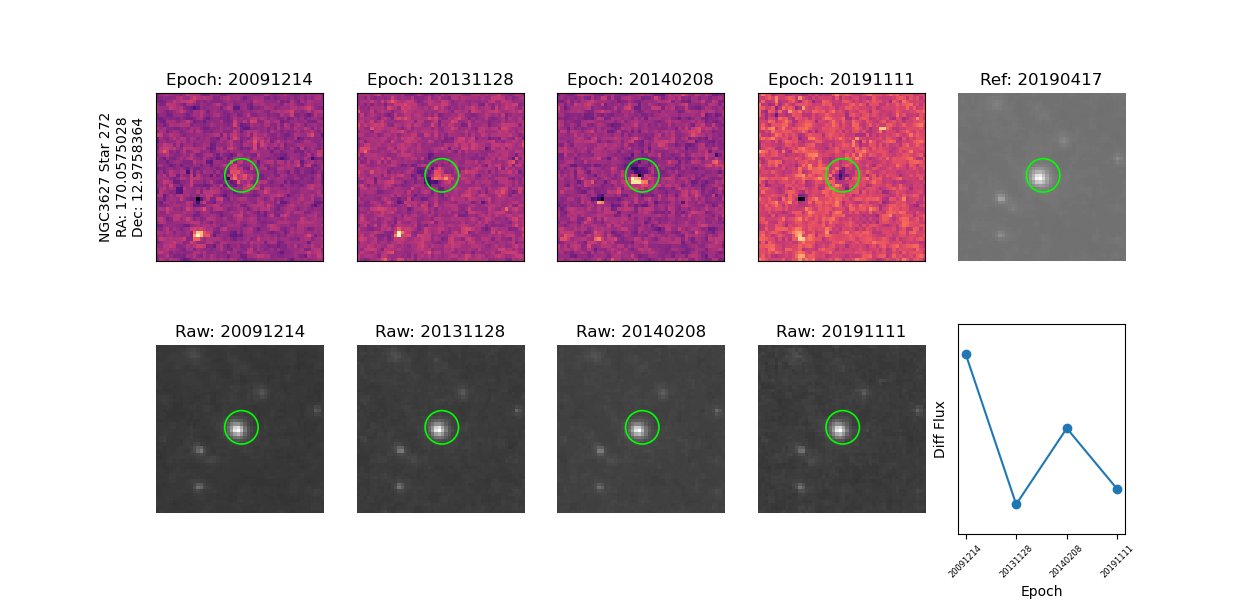 NGC3627 Star 272
RA: 170.0575028
Dec: 12.9758364
Epoch: 20091214
Epoch: 20131128
Epoch: 20140208
Epoch: 20191111
Ref: 20190417
Raw: 20091214
Raw: 20131128
Raw: 20140208
Raw: 20191111
Diff Flux
20091214
20131128
20140208
20191111
Epoch